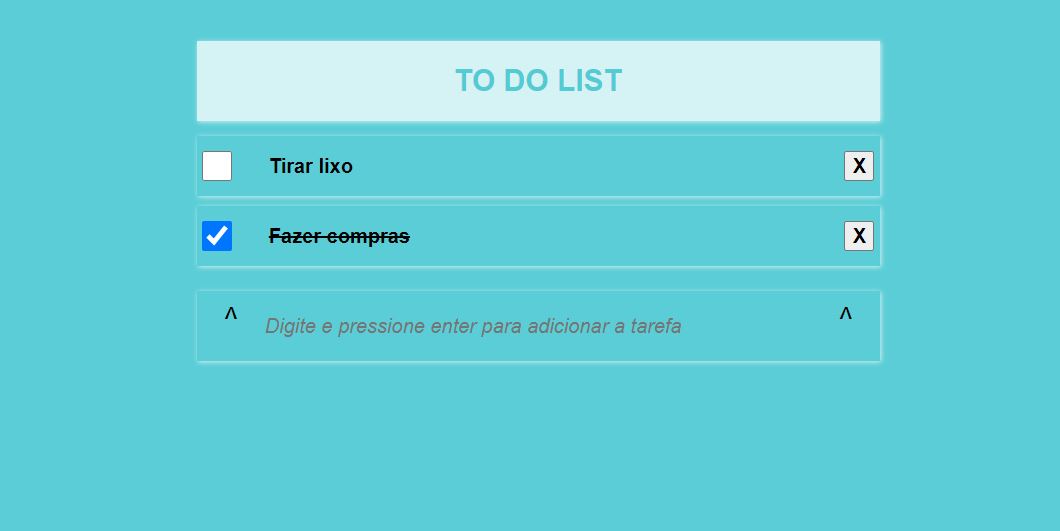 TO DO LIST
Tirar lixo X
Fazer compras X
^ Digite e pressione enter para adicionar a tarefa ^